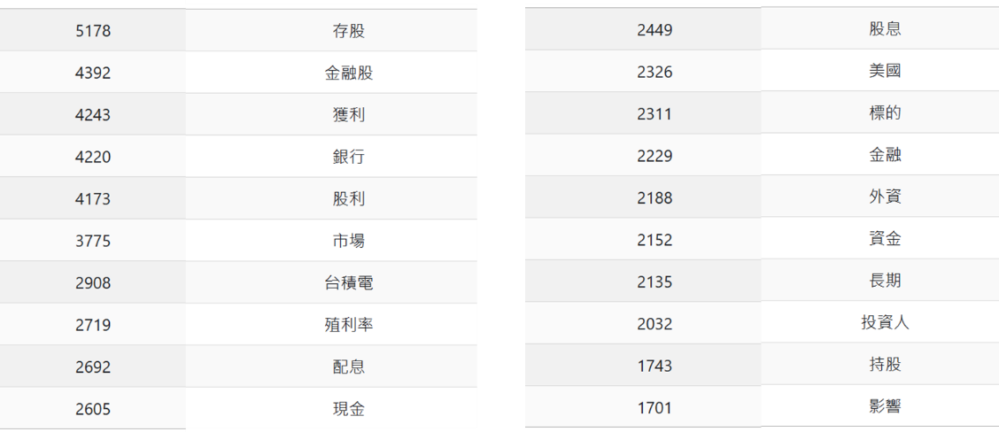 5178 存股
4392 金融股
4243 獲利
4220 銀行
4173 股利
3775 市場
2908 台積電
2719 殖利率
2692 配息
2605 現金
2449 股息
2326 美國
2311 標的
2229 金融
2188 外資
2152 資金
2135 長期
2032 投資人
1743 持股
1701 影響